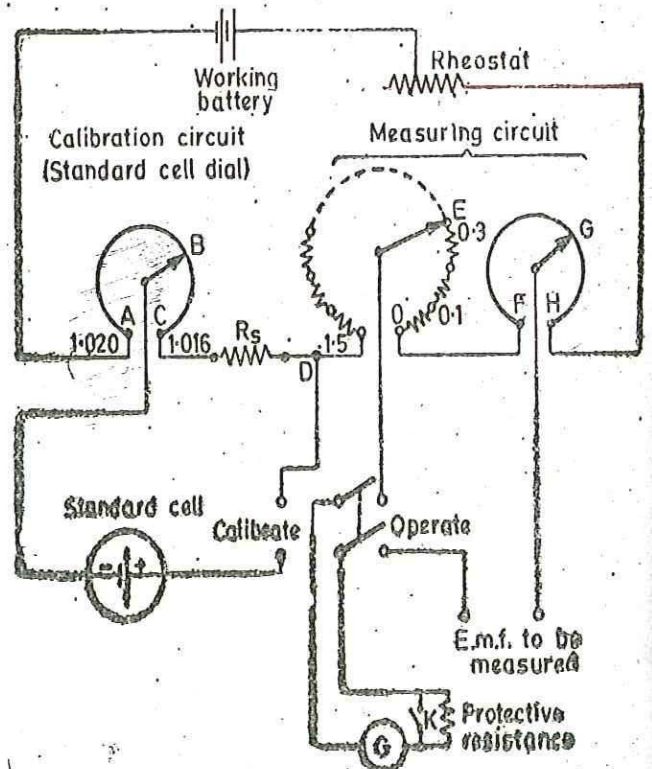 Rheostat
Working
battery
Calibration circuit
(Standard cell dial)
Measuring circuit
B
E
0.3
G
A C
O 0.1
F H
1.020
1.016
Rs
D
1.5
Standard cell
Calibrate
Operate
- +
E.m.f. to be
measured
K
Protective
resistance
G